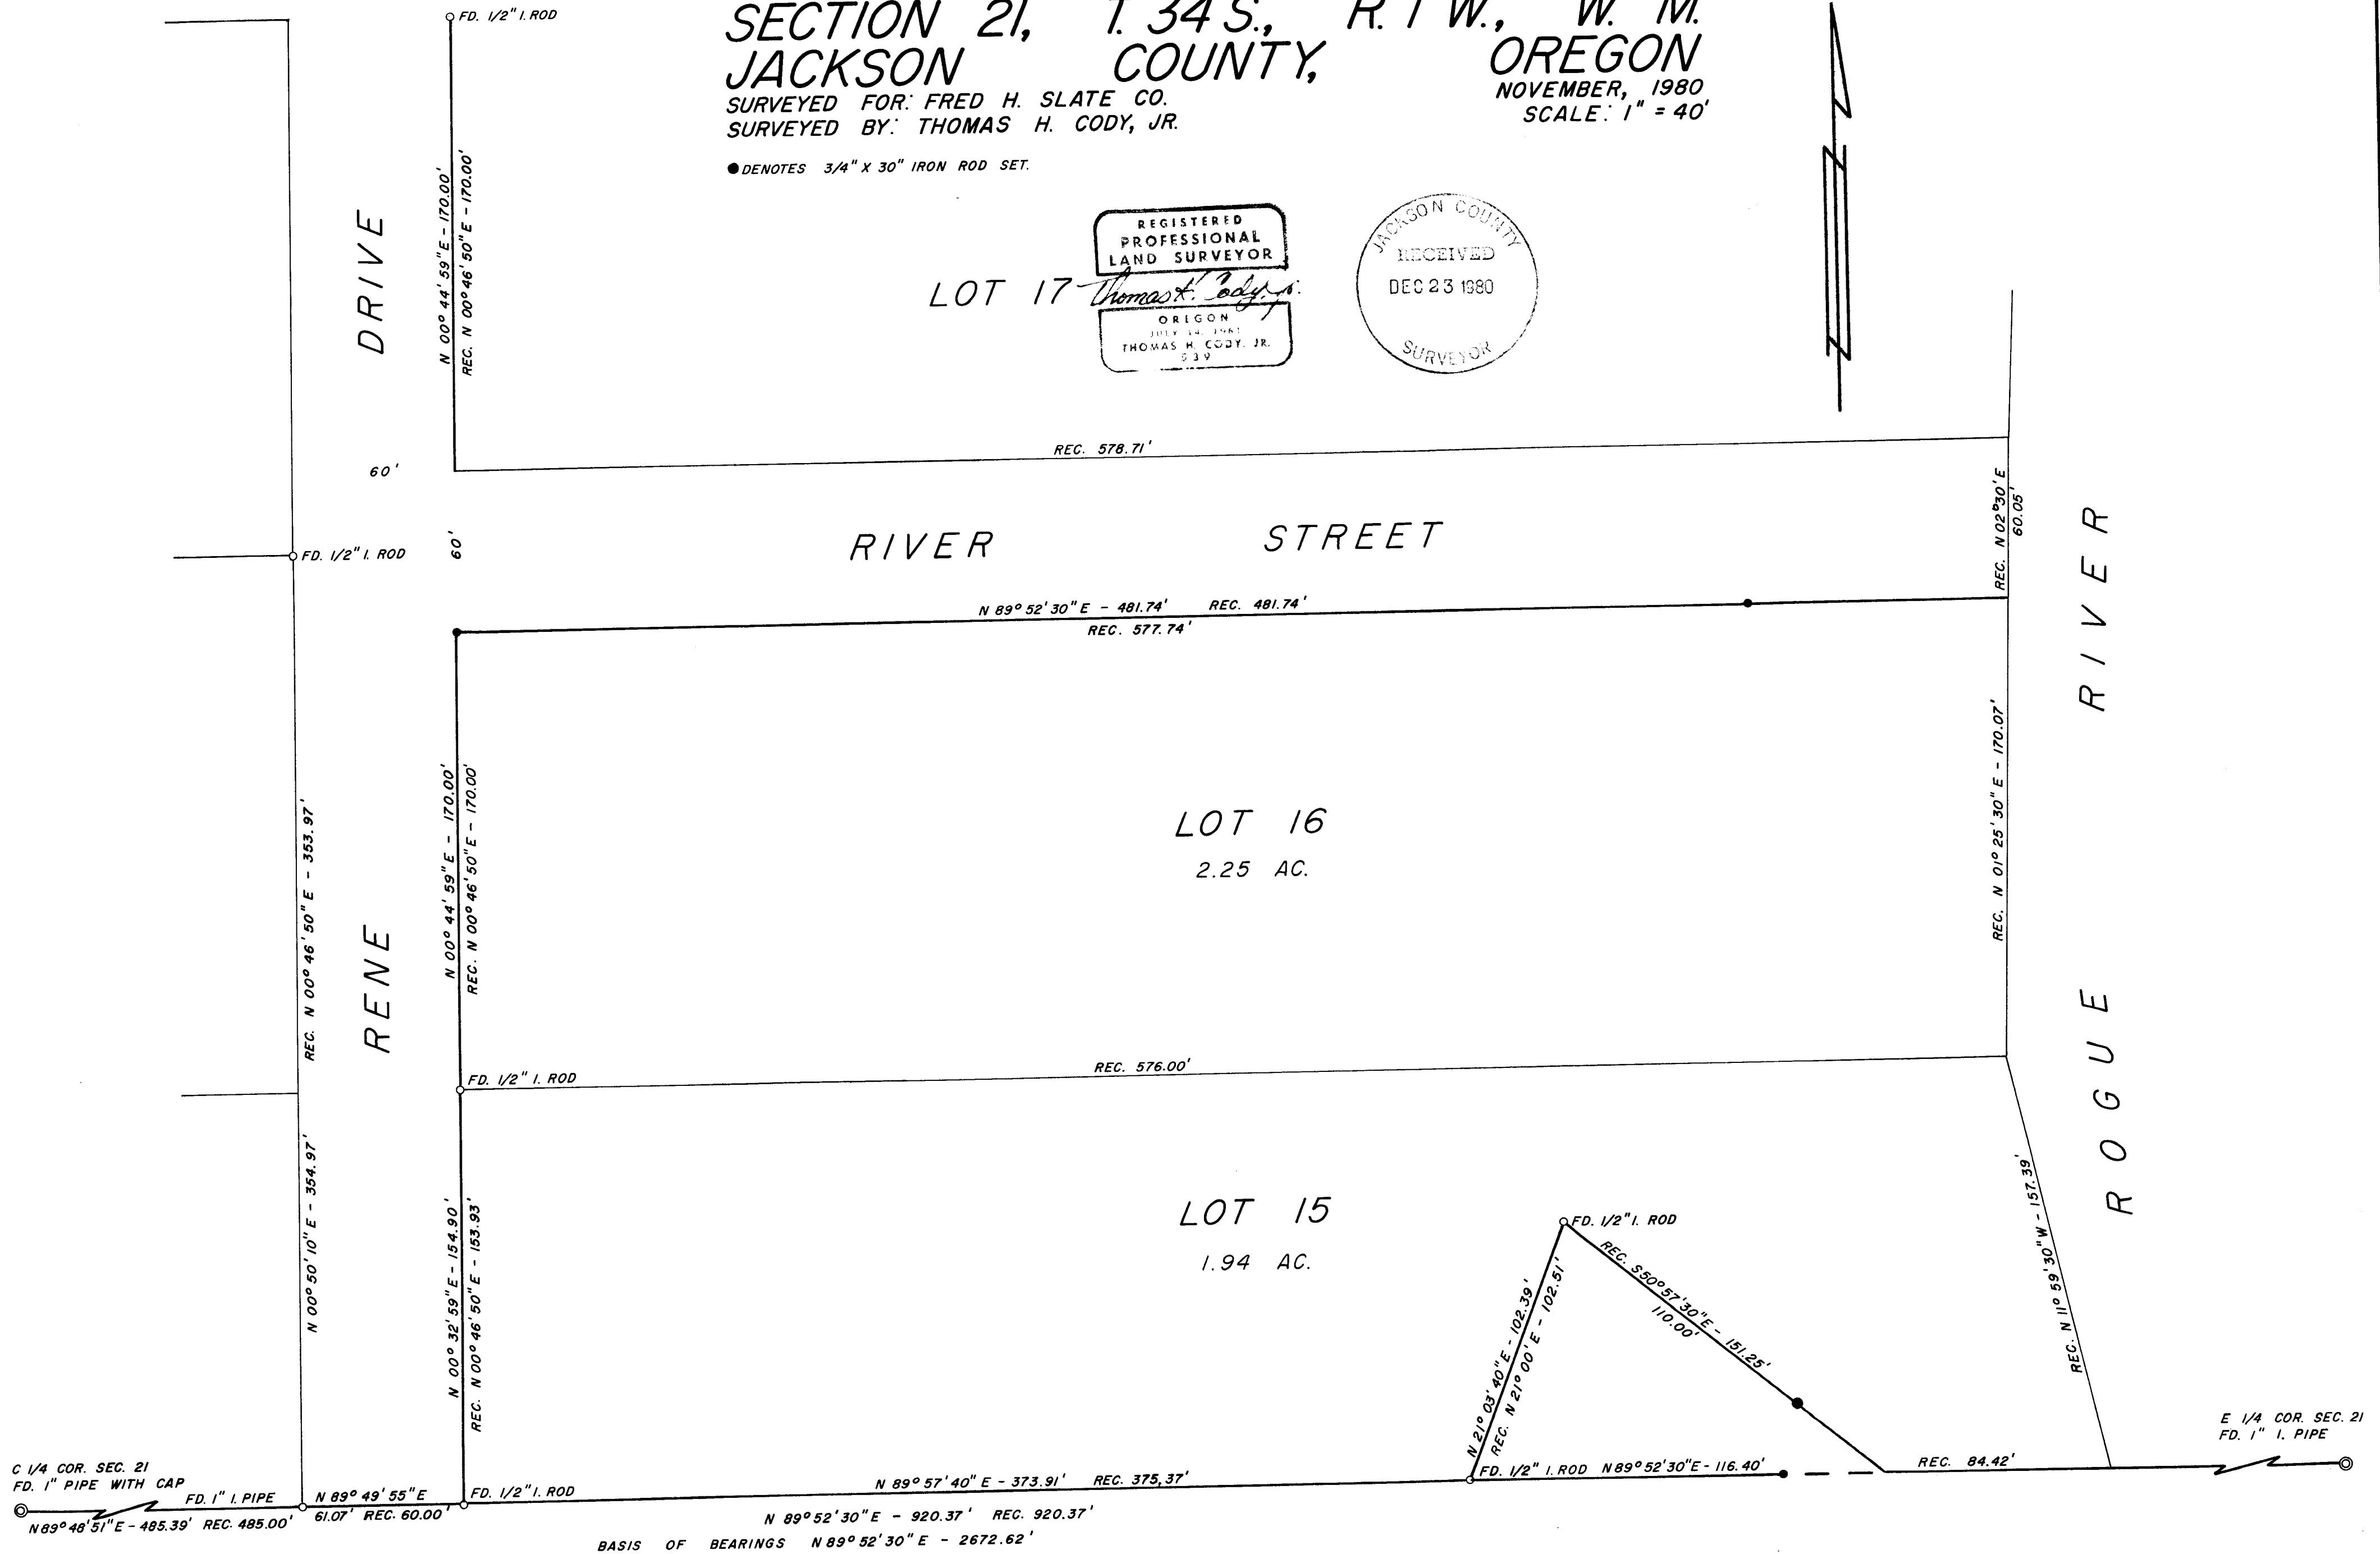 SECTION 21, T. 34 S., R. 1 W., W. M.
JACKSON COUNTY, OREGON
NOVEMBER, 1980
SCALE: 1" = 40'
SURVEYED FOR: FRED H. SLATE CO.
SURVEYED BY: THOMAS H. CODY, JR.
DENOTES 3/4" X 30" IRON ROD SET.
FD. 1/2" I. ROD
DRIVE
N 00° 44' 59" E - 170.00'
REC. N 00° 46' 50" E - 170.00'
LOT 17
REGISTERED
PROFESSIONAL
LAND SURVEYOR
Thomas H. Cody, Jr.
OREGON
THOMAS H. CODY, JR.
JACKSON COUNTY
RECEIVED
DEC 23 1980
SURVEYOR
REC. 578.71'
60'
60'
FD. 1/2" I. ROD
RIVER STREET
REC. N 02° 30' E
60.05'
N 89° 52' 30" E - 481.74' REC. 481.74'
REC. 577.74'
REC. N 00° 46' 50" E - 353.97'
RENE
N 00° 44' 59" E - 170.00'
REC. N 00° 46' 50" E - 170.00'
LOT 16
2.25 AC.
REC. N 01° 25' 30" E - 170.07'
ROGUE RIVER
FD. 1/2" I. ROD
REC. 576.00'
N 00° 50' 10" E - 354.97'
N 00° 32' 59" E - 154.90'
REC. N 00° 46' 50" E - 153.93'
LOT 15
1.94 AC.
FD. 1/2" I. ROD
N 21° 03' 40" E - 102.39'
REC. N 21° 00' E - 102.51'
REC. S 50° 57' 30" E - 151.25'
110.00'
REC. N 11° 59' 30" W - 157.39'
E 1/4 COR. SEC. 21
FD. 1" I. PIPE
C 1/4 COR. SEC. 21
FD. 1" PIPE WITH CAP
FD. 1" I. PIPE
N 89° 48' 51" E - 485.39' REC. 485.00'
N 89° 49' 55" E
61.07' REC. 60.00'
FD. 1/2" I. ROD
N 89° 57' 40" E - 373.91' REC. 375,37'
FD. 1/2" I. ROD N 89° 52' 30" E - 116.40'
REC. 84.42'
N 89° 52' 30" E - 920.37' REC. 920.37'
BASIS OF BEARINGS N 89° 52' 30" E - 2672.62'